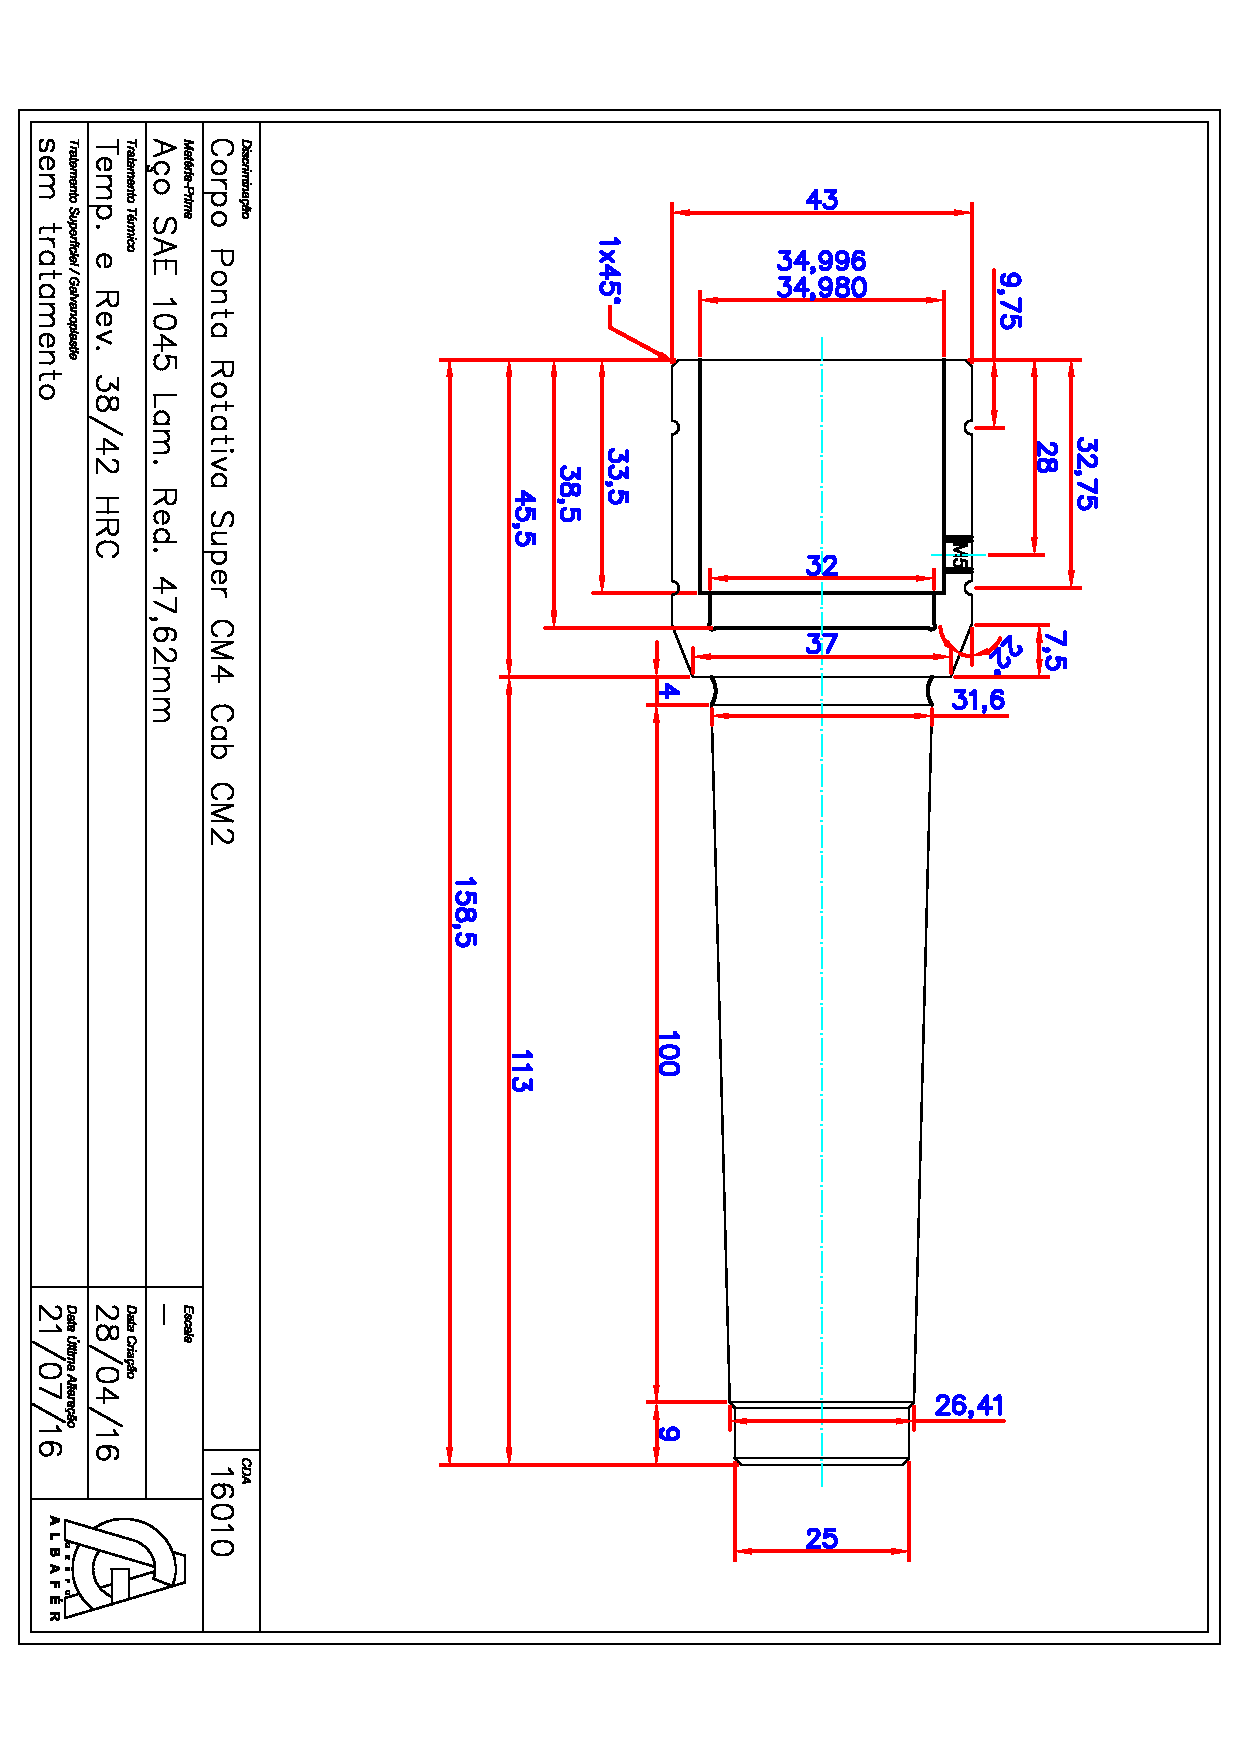 43
34,996
34,980
9,75
1x45°
32,75
28
33,5
38,5
45,5
M5
32
37
22°
7,5
4
31,6
158,5
113
100
26,41
9
25
Discriminação
Corpo Ponta Rotativa Super CM4 Cab CM2
CDA
16010
Matéria-Prima
Aço SAE 1045 Lam. Red. 47,62mm
Escala
–
Tratamento Térmico
Temp. e Rev. 38/42 HRC
Data Criação
28/04/16
Tratamento Superficial / Galvanoplastia
sem tratamento
Data Última Alteração
21/07/16
GRUPO
ALBAFÉR